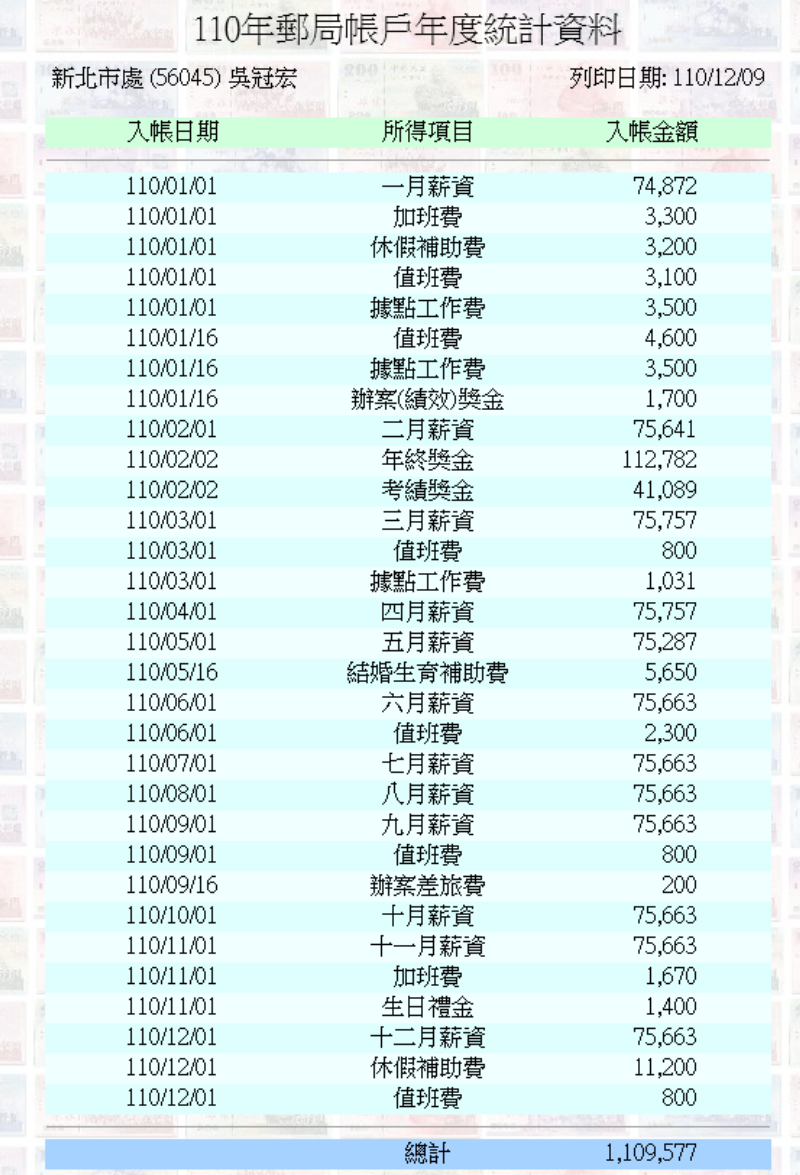 110年郵局帳戶年度統計資料
新北市處 (56045) 吳冠宏 列印日期: 110/12/09
入帳日期 所得項目 入帳金額
110/01/01 一月薪資 74,872
110/01/01 加班費 3,300
110/01/01 休假補助費 3,200
110/01/01 值班費 3,100
110/01/01 據點工作費 3,500
110/01/16 值班費 4,600
110/01/16 據點工作費 3,500
110/01/16 辦案(績效)獎金 1,700
110/02/01 二月薪資 75,641
110/02/02 年終獎金 112,782
110/02/02 考績獎金 41,089
110/03/01 三月薪資 75,757
110/03/01 值班費 800
110/03/01 據點工作費 1,031
110/04/01 四月薪資 75,757
110/05/01 五月薪資 75,287
110/05/16 結婚生育補助費 5,650
110/06/01 六月薪資 75,663
110/06/01 值班費 2,300
110/07/01 七月薪資 75,663
110/08/01 八月薪資 75,663
110/09/01 九月薪資 75,663
110/09/01 值班費 800
110/09/16 辦案差旅費 200
110/10/01 十月薪資 75,663
110/11/01 十一月薪資 75,663
110/11/01 加班費 1,670
110/11/01 生日禮金 1,400
110/12/01 十二月薪資 75,663
110/12/01 休假補助費 11,200
110/12/01 值班費 800
總計 1,109,577